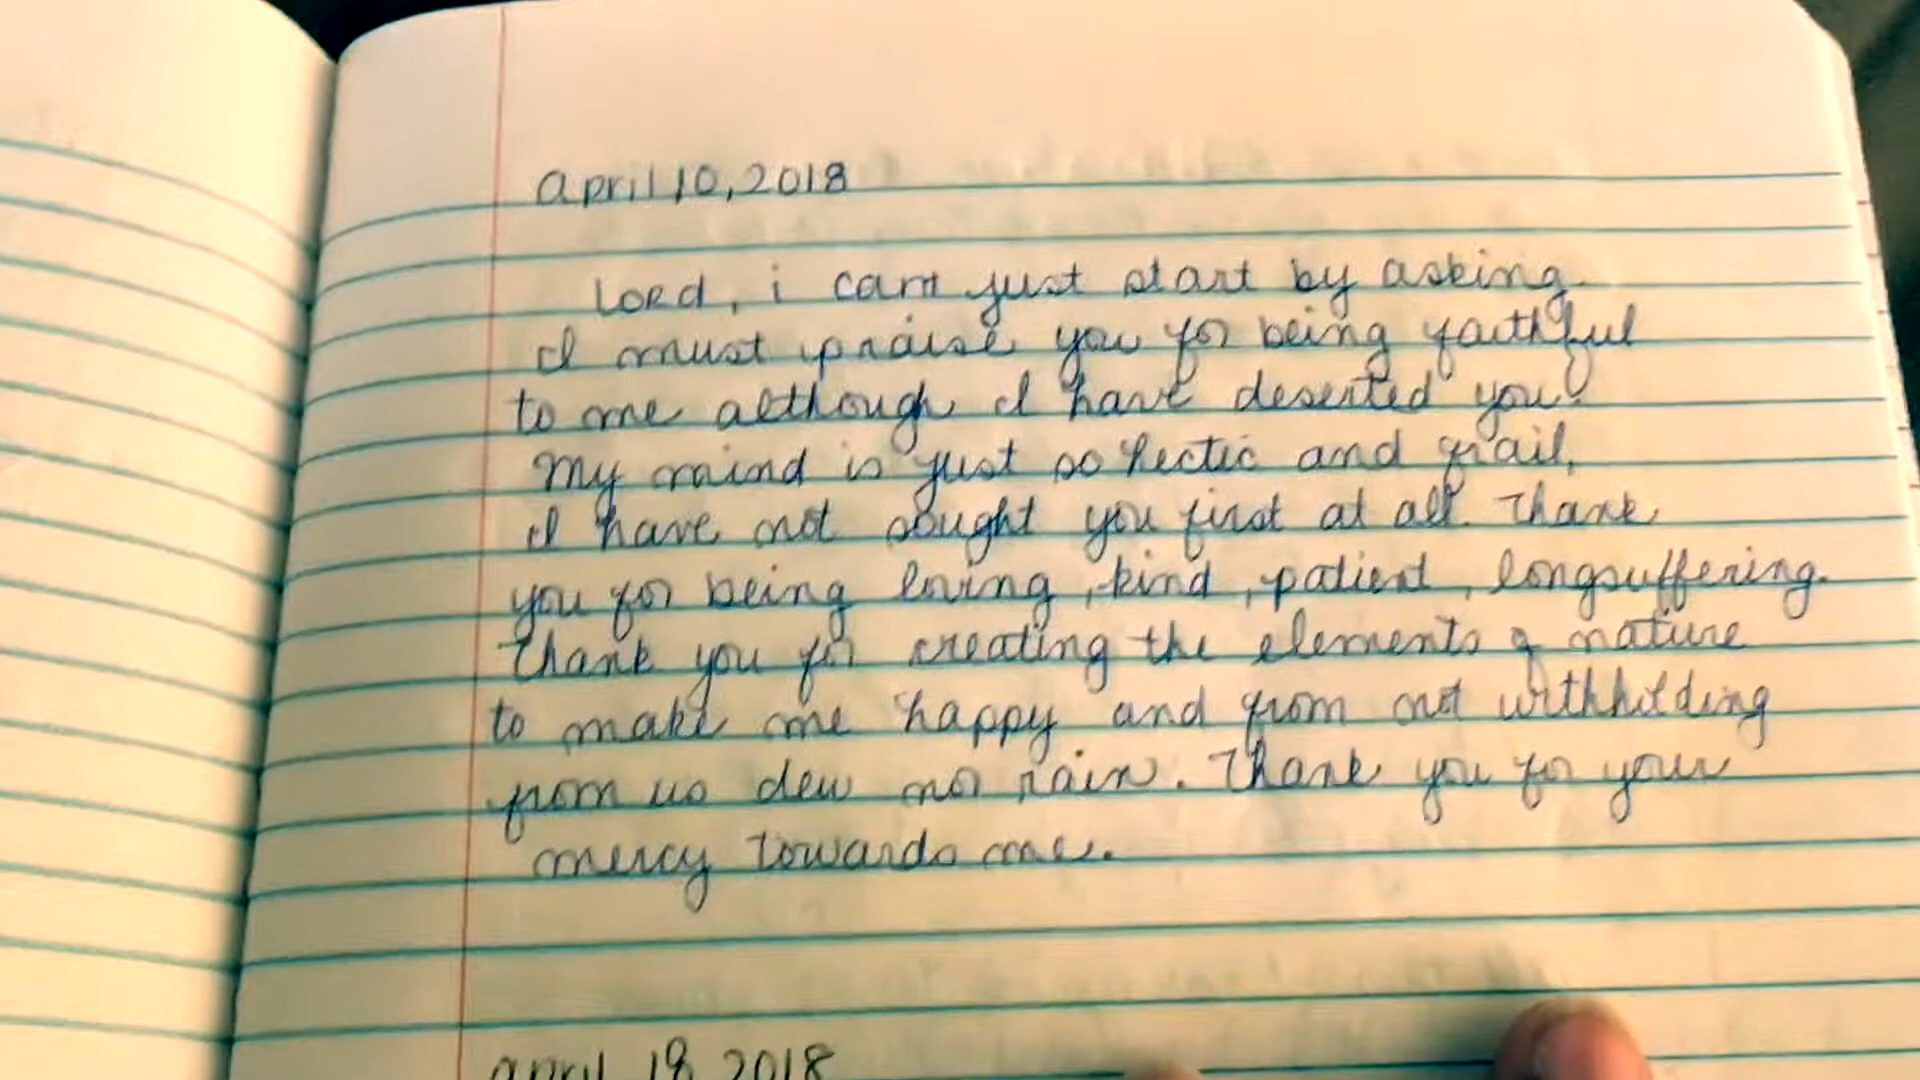 April 10, 2018
Lord, i cant just start by asking.
I must praise you for being faithful
to me although I have deserted you.
My mind is just so hectic and frail.
I have not sought you first at all. Thank
you for being loving, kind, patient, longsuffering.
Thank you for creating the elements of nature
to make me happy and from not withholding
from us dew nor rain. Thank you for your
mercy towards me.
April 18, 2018